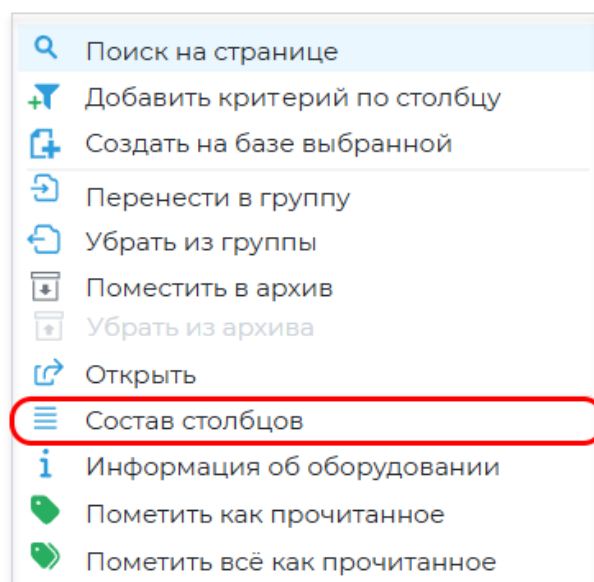 Поиск на странице
Добавить критерий по столбцу
Создать на базе выбранной
Перенести в группу
Убрать из группы
Поместить в архив
Убрать из архива
Открыть
Состав столбцов
Информация об оборудовании
Пометить как прочитанное
Пометить всё как прочитанное